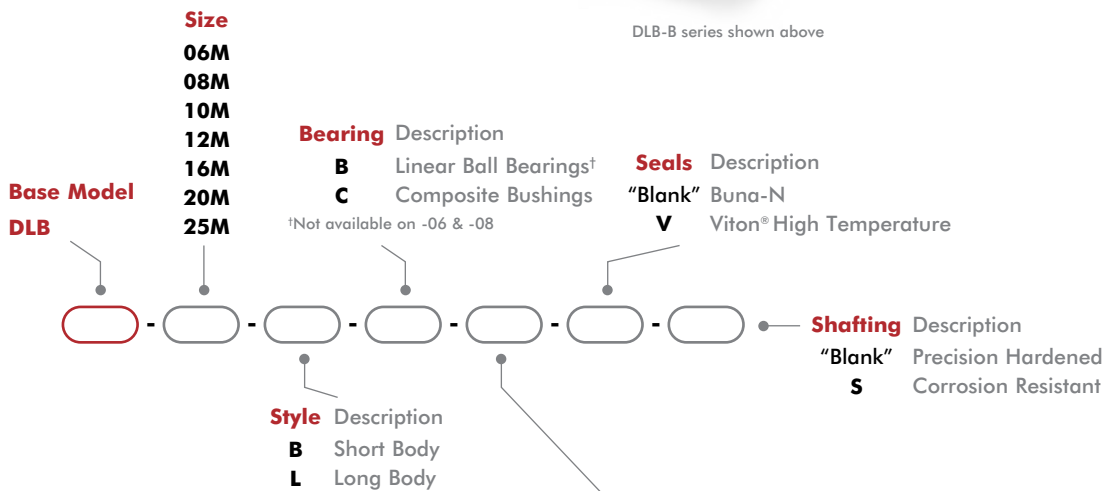 DLB-B series shown above
Size
06M
08M
10M
12M
16M
20M
25M
Base Model
DLB
Bearing Description
B Linear Ball Bearings†
C Composite Bushings
†Not available on -06 & -08
Seals Description
"Blank" Buna-N
V Viton® High Temperature
- - - - - -
Shafting Description
"Blank" Precision Hardened
S Corrosion Resistant
Style Description
B Short Body
L Long Body